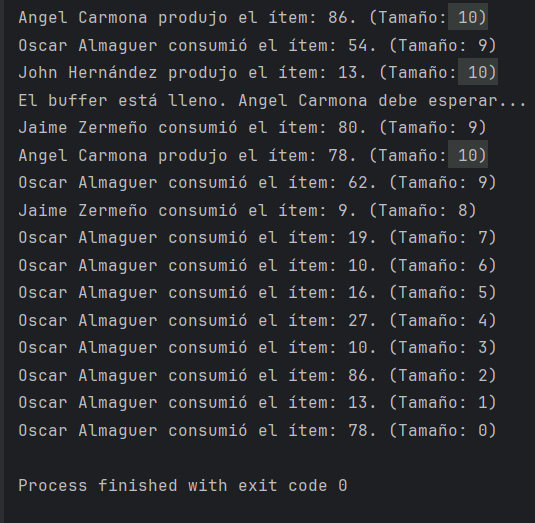 Angel Carmona produjo el ítem: 86. (Tamaño: 10)
Oscar Almaguer consumió el ítem: 54. (Tamaño: 9)
John Hernández produjo el ítem: 13. (Tamaño: 10)
El buffer está lleno. Angel Carmona debe esperar...
Jaime Zermeño consumió el ítem: 80. (Tamaño: 9)
Angel Carmona produjo el ítem: 78. (Tamaño: 10)
Oscar Almaguer consumió el ítem: 62. (Tamaño: 9)
Jaime Zermeño consumió el ítem: 9. (Tamaño: 8)
Oscar Almaguer consumió el ítem: 19. (Tamaño: 7)
Oscar Almaguer consumió el ítem: 10. (Tamaño: 6)
Oscar Almaguer consumió el ítem: 16. (Tamaño: 5)
Oscar Almaguer consumió el ítem: 27. (Tamaño: 4)
Oscar Almaguer consumió el ítem: 10. (Tamaño: 3)
Oscar Almaguer consumió el ítem: 86. (Tamaño: 2)
Oscar Almaguer consumió el ítem: 13. (Tamaño: 1)
Oscar Almaguer consumió el ítem: 78. (Tamaño: 0)
Process finished with exit code 0